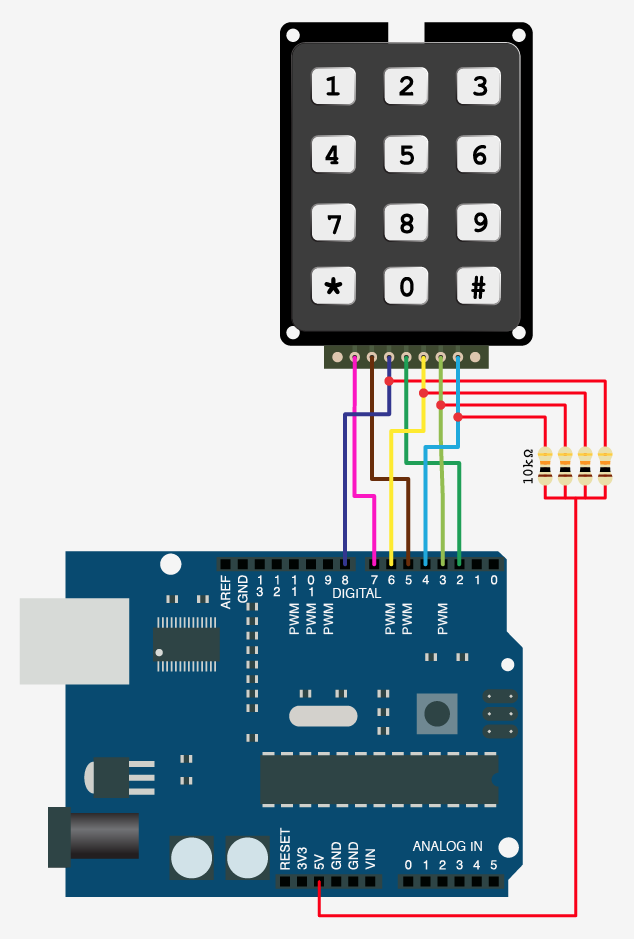 1 2 3
4 5 6
7 8 9
* 0 #
10kΩ
AREF GND 13 12 11 10 9 8 7 6 5 4 3 2 1 0
DIGITAL
PWM PWM PWM PWM PWM PWM
RESET 3V3 5V GND GND VIN
ANALOG IN
0 1 2 3 4 5